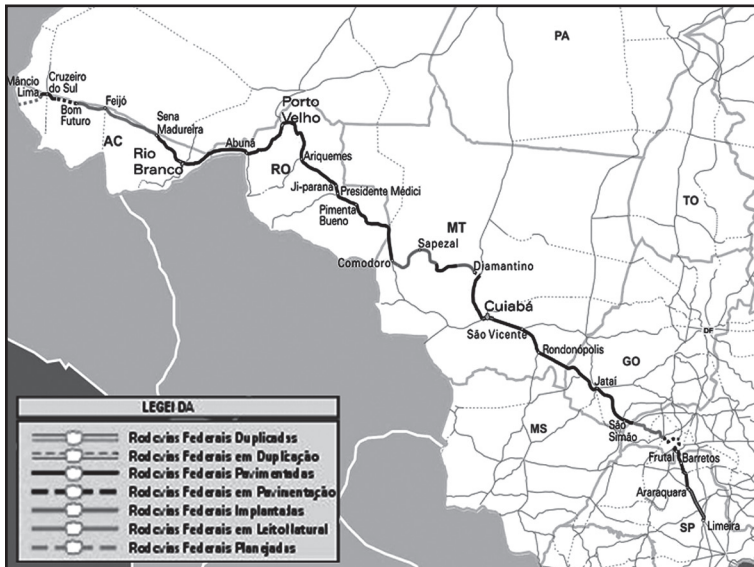 PA
Mâncio
Lima
Cruzeiro
do Sul
Bom
Futuro
Feijó
Sena
Madureira
AC
Rio
Branco
Abunã
Porto
Velho
RO
Ariquemes
Ji-paraná
Presidente Médici
Pimenta
Bueno
Comodoro
Sapezal
MT
Diamantino
Cuiabá
São Vicente
Rondonópolis
TO
DF
GO
Jataí
MS
São
Simão
Frutal
Barretos
Araraquara
SP
Limeira
LEGEI DA
Rodovias Federais Duplicadas
Rodovias Federais em Duplicação
Rodovias Federais Pavimentadas
Rodovias Federais em Pavimentação
Rodovias Federais Implantadas
Rodovias Federais em Leito Ilatural
Rodovias Federais Planejadas